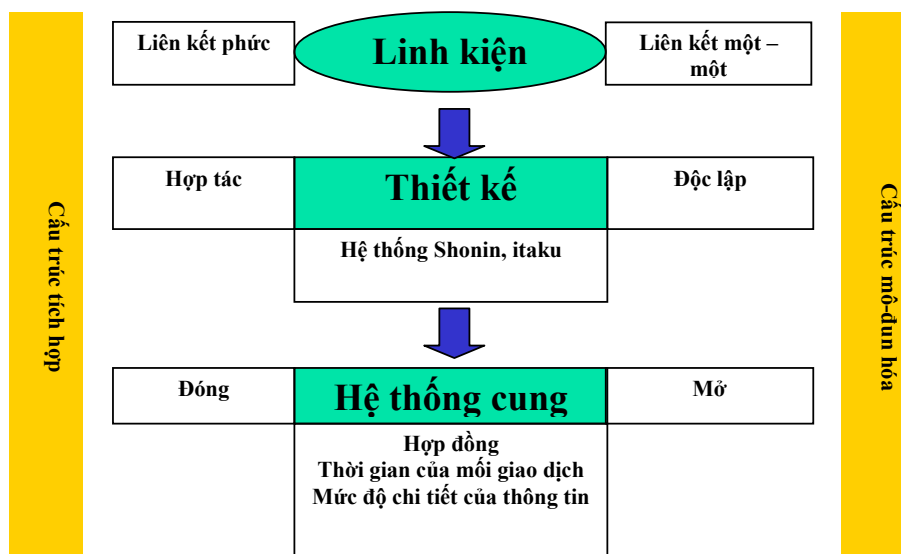 Liên kết phức
Linh kiện
Liên kết một –
một
Hợp tác
Thiết kế
Độc lập
Hệ thống Shonin, itaku
Đóng
Hệ thống cung
Mở
Hợp đồng
Thời gian của mối giao dịch
Mức độ chi tiết của thông tin
Cấu trúc tích hợp
Cấu trúc mô-đun hóa